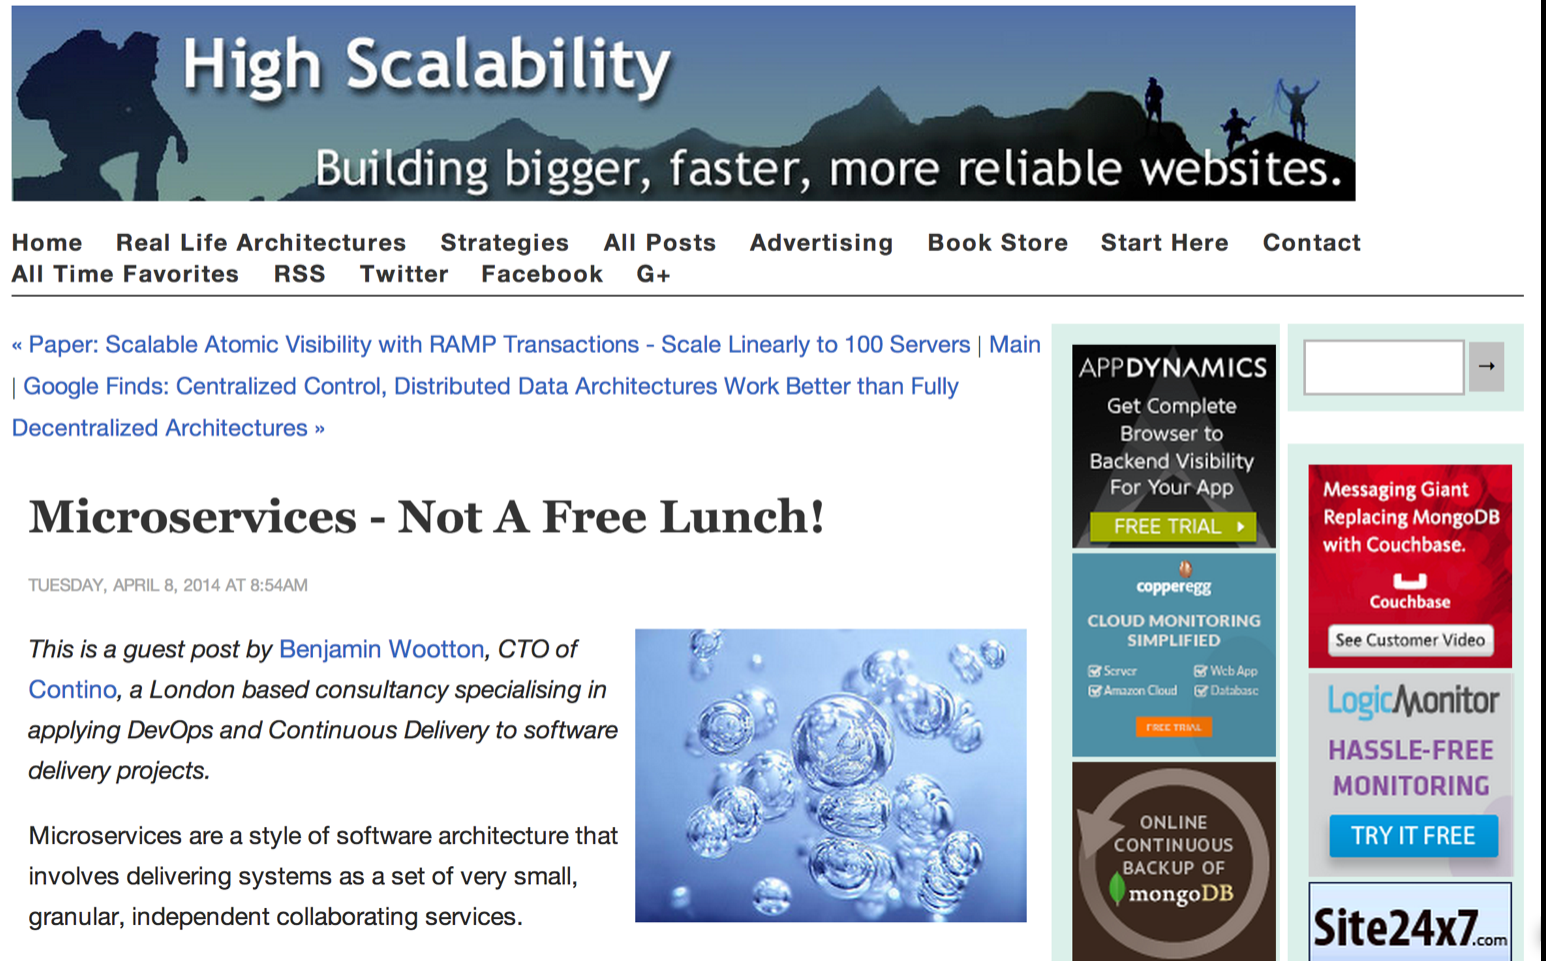 High Scalability
Building bigger, faster, more reliable websites.
Home Real Life Architectures Strategies All Posts Advertising Book Store Start Here Contact
All Time Favorites RSS Twitter Facebook G+
« Paper: Scalable Atomic Visibility with RAMP Transactions - Scale Linearly to 100 Servers | Main
| Google Finds: Centralized Control, Distributed Data Architectures Work Better than Fully
Decentralized Architectures »
Microservices - Not A Free Lunch!
TUESDAY, APRIL 8, 2014 AT 8:54AM
This is a guest post by Benjamin Wootton, CTO of
Contino, a London based consultancy specialising in
applying DevOps and Continuous Delivery to software
delivery projects.
Microservices are a style of software architecture that
involves delivering systems as a set of very small,
granular, independent collaborating services.
APPDYNAMICS
Get Complete
Browser to
Backend Visibility
For Your App
FREE TRIAL
copperegg
CLOUD MONITORING
SIMPLIFIED
Server Web App
Amazon Cloud Database
FREE TRIAL
ONLINE
CONTINUOUS
BACKUP OF
mongoDB
→
Messaging Giant
Replacing MongoDB
with Couchbase.
Couchbase
See Customer Video
LogicMonitor
HASSLE-FREE
MONITORING
TRY IT FREE
Site24x7.com